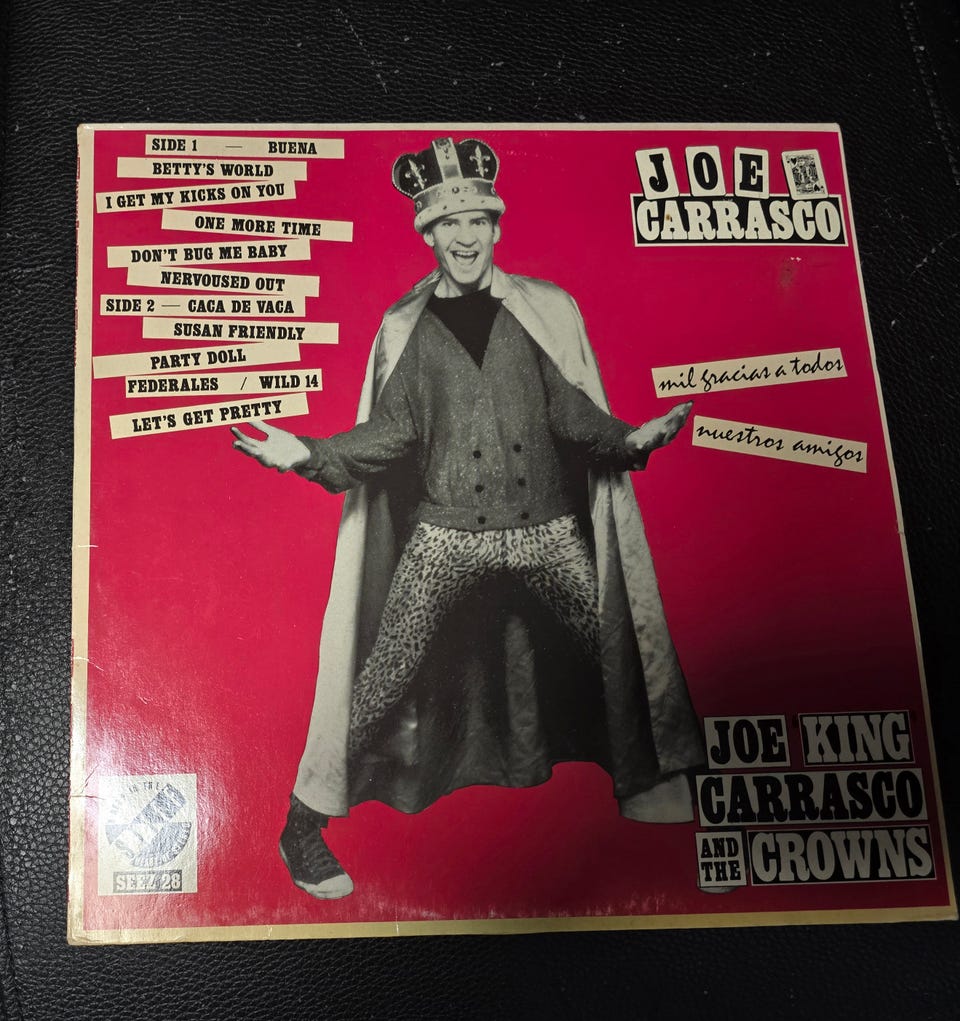 SIDE 1 — BUENA
BETTY'S WORLD
I GET MY KICKS ON YOU
ONE MORE TIME
DON'T BUG ME BABY
NERVOUSED OUT
SIDE 2 — CACA DE VACA
SUSAN FRIENDLY
PARTY DOLL
FEDERALES / WILD 14
LET'S GET PRETTY
JOE
CARRASCO
mil gracias a todos
nuestros amigos
JOE KING
CARRASCO
AND THE CROWNS
SEEZ 28